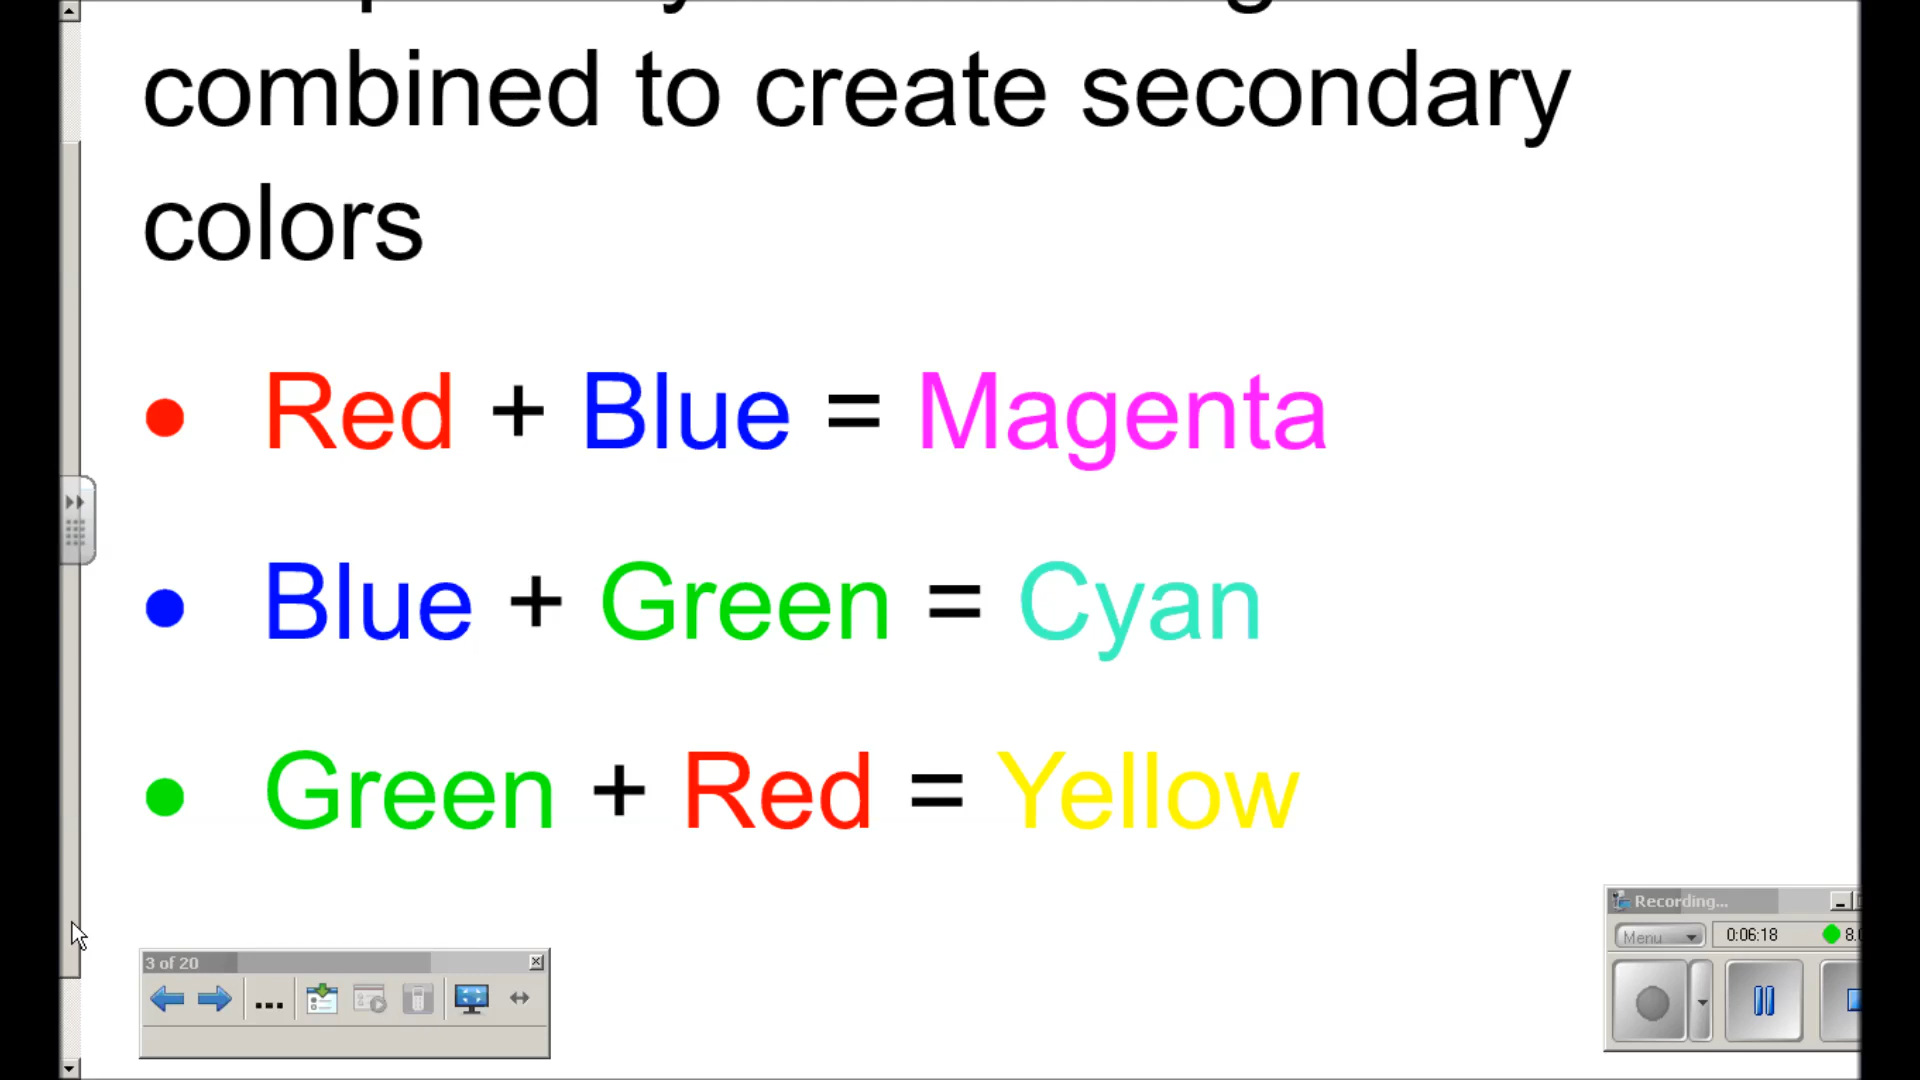 combined to create secondary
colors
• Red + Blue = Magenta
• Blue + Green = Cyan
• Green + Red = Yellow
Recording...
Menu 0:06:18
3 of 20
...